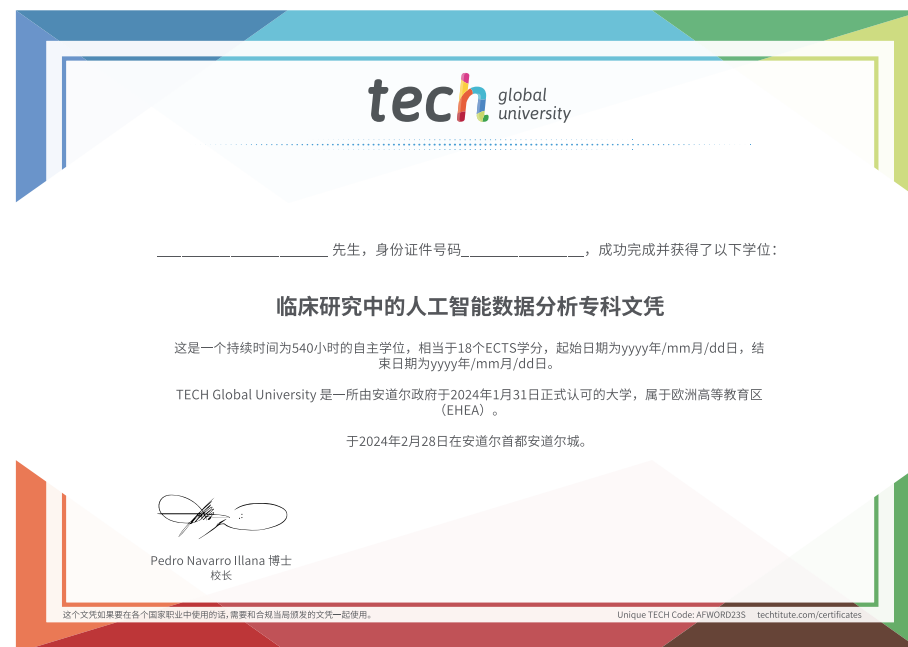 tech global university
_____________________ 先生，身份证件号码_______________，成功完成并获得了以下学位：
临床研究中的人工智能数据分析专科文凭
这是一个持续时间为540小时的自主学位，相当于18个ECTS学分，起始日期为yyyy年/mm月/dd日，结
束日期为yyyy年/mm月/dd日。
TECH Global University 是一所由安道尔政府于2024年1月31日正式认可的大学，属于欧洲高等教育区
（EHEA）。
于2024年2月28日在安道尔首都安道尔城。
Pedro Navarro Illana 博士
校长
这个文凭如果要在各个国家职业中使用的话，需要和合规当局颁发的文凭一起使用。
Unique TECH Code: AFWORD23S techtitute.com/certificates